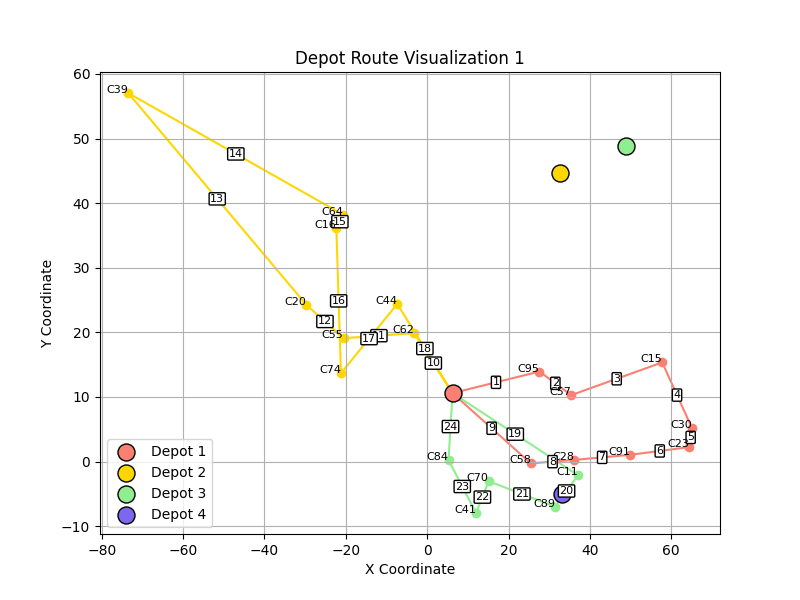 Depot Route Visualization 1
60
50
40
30
20
10
0
−10
Y Coordinate
−80
−60
−40
−20
0
20
40
60
X Coordinate
C39
14
13
C64
15
C16
16
C20
12
C55
C74
17
1
C44
C62
18
10
1
C95
2
C57
3
C15
4
C30
5
C23
6
C91
7
C28
8
C58
9
19
C11
20
C89
21
C70
22
C41
23
C84
24
Depot 1
Depot 2
Depot 3
Depot 4